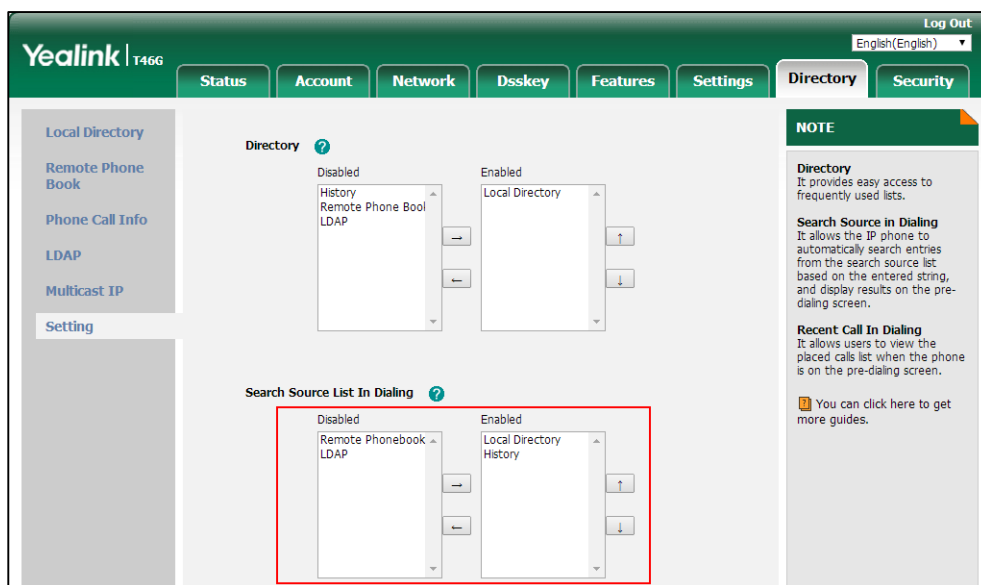 Log Out
Yealink T46G
English(English)
Status Account Network Dsskey Features Settings Directory Security
Local Directory
Remote Phone
Book
Phone Call Info
LDAP
Multicast IP
Setting
Directory ?
Disabled Enabled
History
Remote Phone Book
LDAP
Local Directory
→
←
↑
↓
Search Source List In Dialing ?
Disabled Enabled
Remote Phonebook
LDAP
Local Directory
History
→
←
↑
↓
NOTE
Directory
It provides easy access to
frequently used lists.
Search Source in Dialing
It allows the IP phone to
automatically search entries
from the search source list
based on the entered string,
and display results on the pre-
dialing screen.
Recent Call In Dialing
It allows users to view the
placed calls list when the phone
is on the pre-dialing screen.
? You can click here to get
more guides.